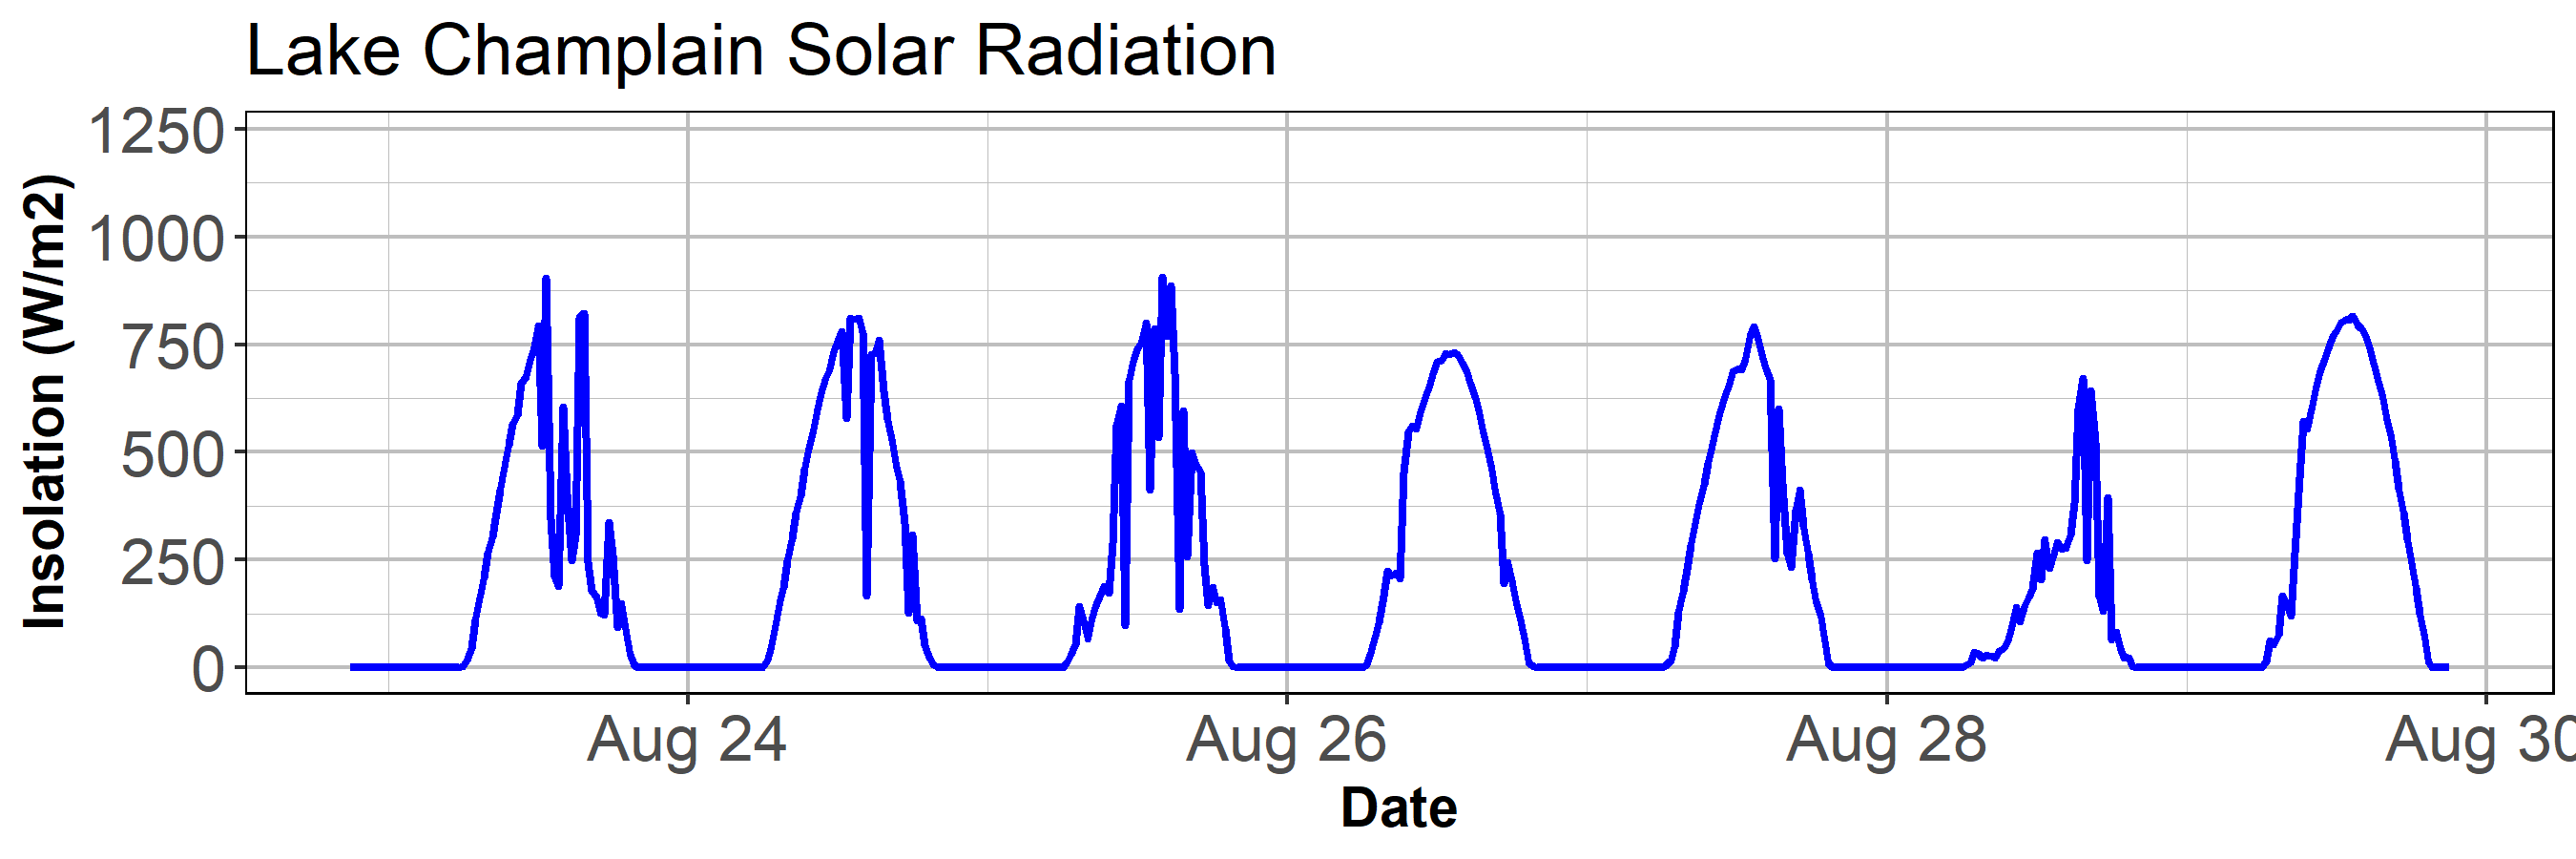 Lake Champlain Solar Radiation
1250
1000
750
500
250
0
Insolation (W/m2)
Aug 24 Aug 26 Aug 28 Aug 30
Date